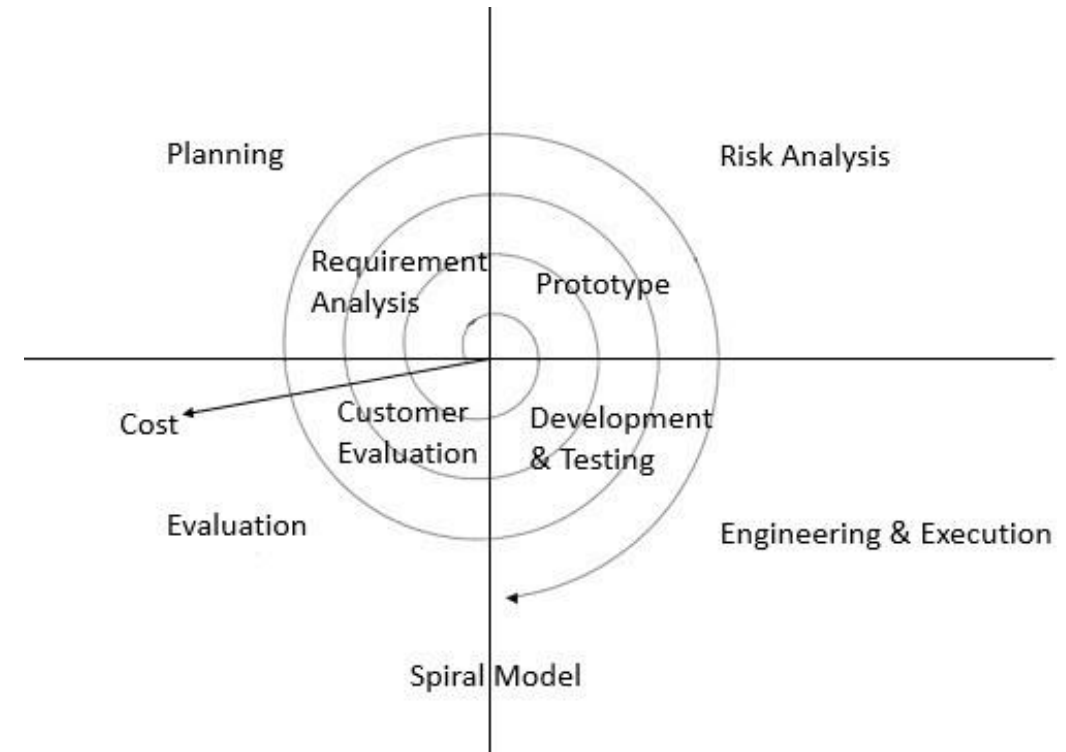 Planning
Risk Analysis
Requirement
Analysis
Prototype
Cost
Customer
Evaluation
Development
& Testing
Evaluation
Engineering & Execution
Spiral Model